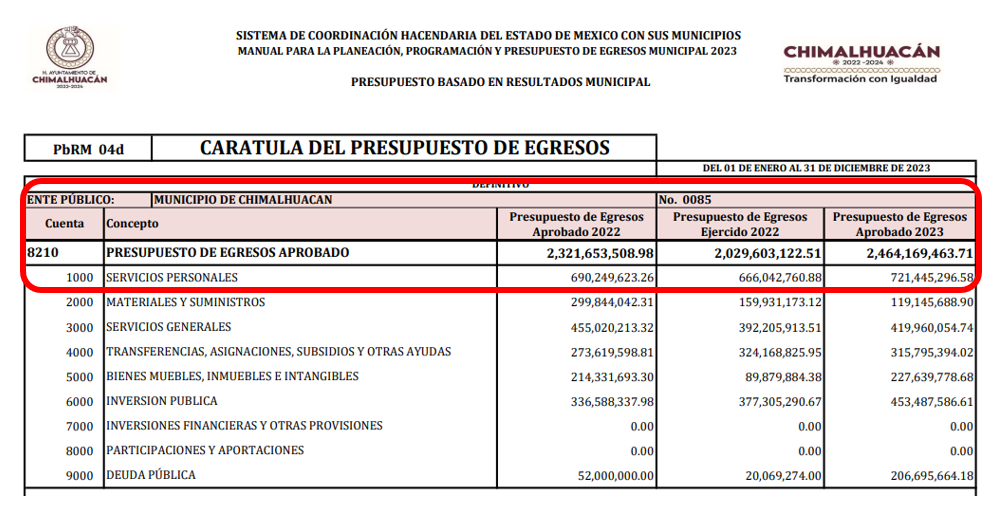 H. AYUNTAMIENTO DE
CHIMALHUACÁN
2022-2024
SISTEMA DE COORDINACIÓN HACENDARIA DEL ESTADO DE MEXICO CON SUS MUNICIPIOS
MANUAL PARA LA PLANEACIÓN, PROGRAMACIÓN Y PRESUPUESTO DE EGRESOS MUNICIPAL 2023
PRESUPUESTO BASADO EN RESULTADOS MUNICIPAL
CHIMALHUACÁN
2022 - 2024
Transformación con Igualdad
PbRM 04d CARATULA DEL PRESUPUESTO DE EGRESOS
DEL 01 DE ENERO AL 31 DE DICIEMBRE DE 2023
DEFINITIVO
ENTE PÚBLICO: MUNICIPIO DE CHIMALHUACAN No. 0085
Cuenta Concepto Presupuesto de Egresos Aprobado 2022 Presupuesto de Egresos Ejercido 2022 Presupuesto de Egresos Aprobado 2023
8210 PRESUPUESTO DE EGRESOS APROBADO 2,321,653,508.98 2,029,603,122.51 2,464,169,463.71
1000 SERVICIOS PERSONALES 690,249,623.26 666,042,760.88 721,445,296.58
2000 MATERIALES Y SUMINISTROS 299,844,042.31 159,931,173.12 119,145,688.90
3000 SERVICIOS GENERALES 455,020,213.32 392,205,913.51 419,960,054.74
4000 TRANSFERENCIAS, ASIGNACIONES, SUBSIDIOS Y OTRAS AYUDAS 273,619,598.81 324,168,825.95 315,795,394.02
5000 BIENES MUEBLES, INMUEBLES E INTANGIBLES 214,331,693.30 89,879,884.38 227,639,778.68
6000 INVERSION PUBLICA 336,588,337.98 377,305,290.67 453,487,586.61
7000 INVERSIONES FINANCIERAS Y OTRAS PROVISIONES 0.00 0.00 0.00
8000 PARTICIPACIONES Y APORTACIONES 0.00 0.00 0.00
9000 DEUDA PÚBLICA 52,000,000.00 20,069,274.00 206,695,664.18